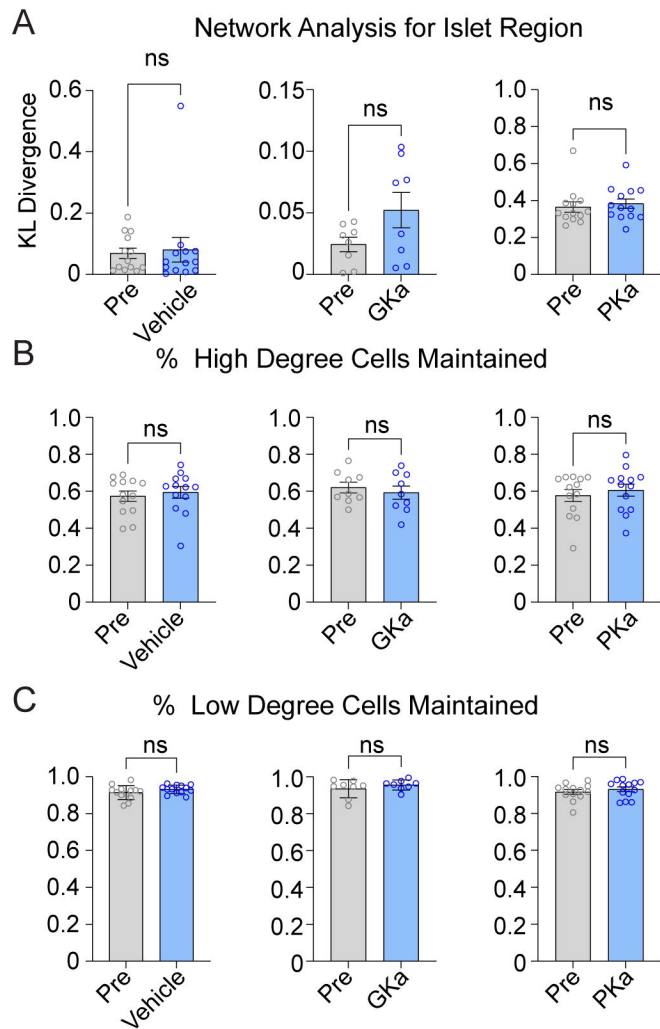 A
Network Analysis for Islet Region
KL Divergence
ns
0.6
0.4
0.2
0
Pre
Vehicle
ns
0.15
0.10
0.05
0
Pre
GKa
ns
0.6
0.4
0.2
0
Pre
PKa
B
% High Degree Cells Maintained
ns
1.0
0.8
0.6
0.4
0.2
0
Pre
Vehicle
ns
1.0
0.8
0.6
0.4
0.2
0
Pre
GKa
ns
1.0
0.8
0.6
0.4
0.2
0
Pre
PKa
C
% Low Degree Cells Maintained
ns
1.0
0.8
0.6
0.4
0.2
0
Pre
Vehicle
ns
1.0
0.8
0.6
0.4
0.2
0
Pre
GKa
ns
1.0
0.8
0.6
0.4
0.2
0
Pre
PKa